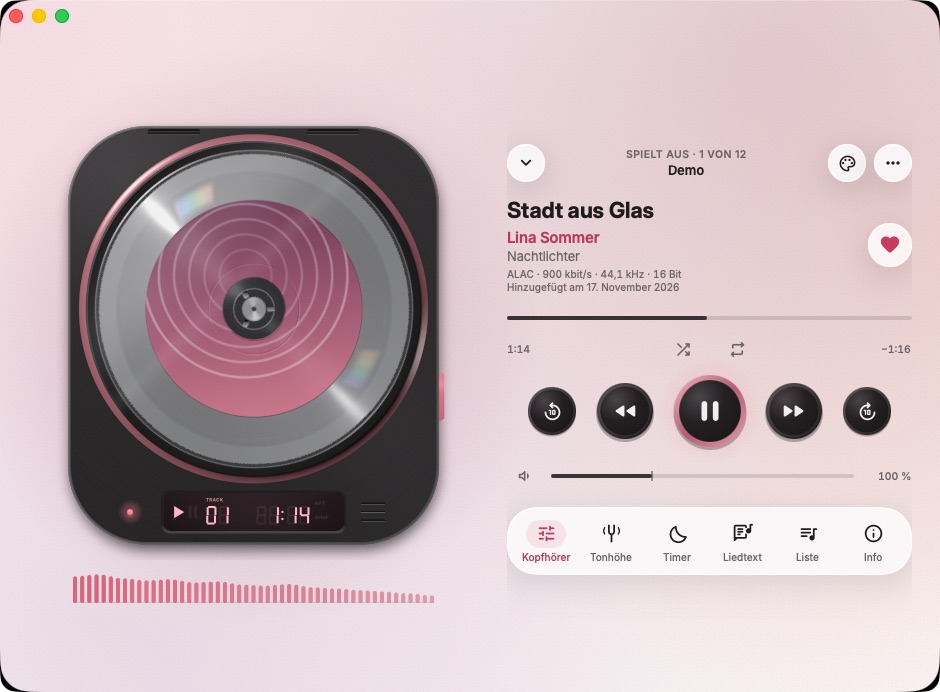 SPIELT AUS · 1 VON 12
Demo
Stadt aus Glas
Lina Sommer
Nachtlichter
ALAC · 900 kbit/s · 44,1 kHz · 16 Bit
Hinzugefügt am 17. November 2026
1:14
−1:16
10
10
100 %
TRACK
01
1:14
Kopfhörer
Tonhöhe
Timer
Liedtext
Liste
Info